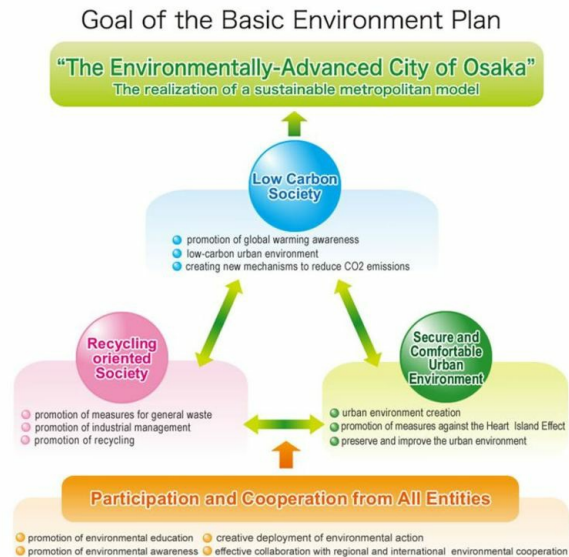 Goal of the Basic Environment Plan
“The Environmentally-Advanced City of Osaka”
The realization of a sustainable metropolitan model
Low Carbon
Society
promotion of global warming awareness
low-carbon urban environment
creating new mechanisms to reduce CO2 emissions
Recycling
oriented
Society
promotion of measures for general waste
promotion of industrial management
promotion of recycling
Secure and
Comfortable
Urban
Environment
urban environment creation
promotion of measures against the Heart Island Effect
preserve and improve the urban environment
Participation and Cooperation from All Entities
promotion of environmental education
creative deployment of environmental action
promotion of environmental awareness
effective collaboration with regional and international environmental cooperation